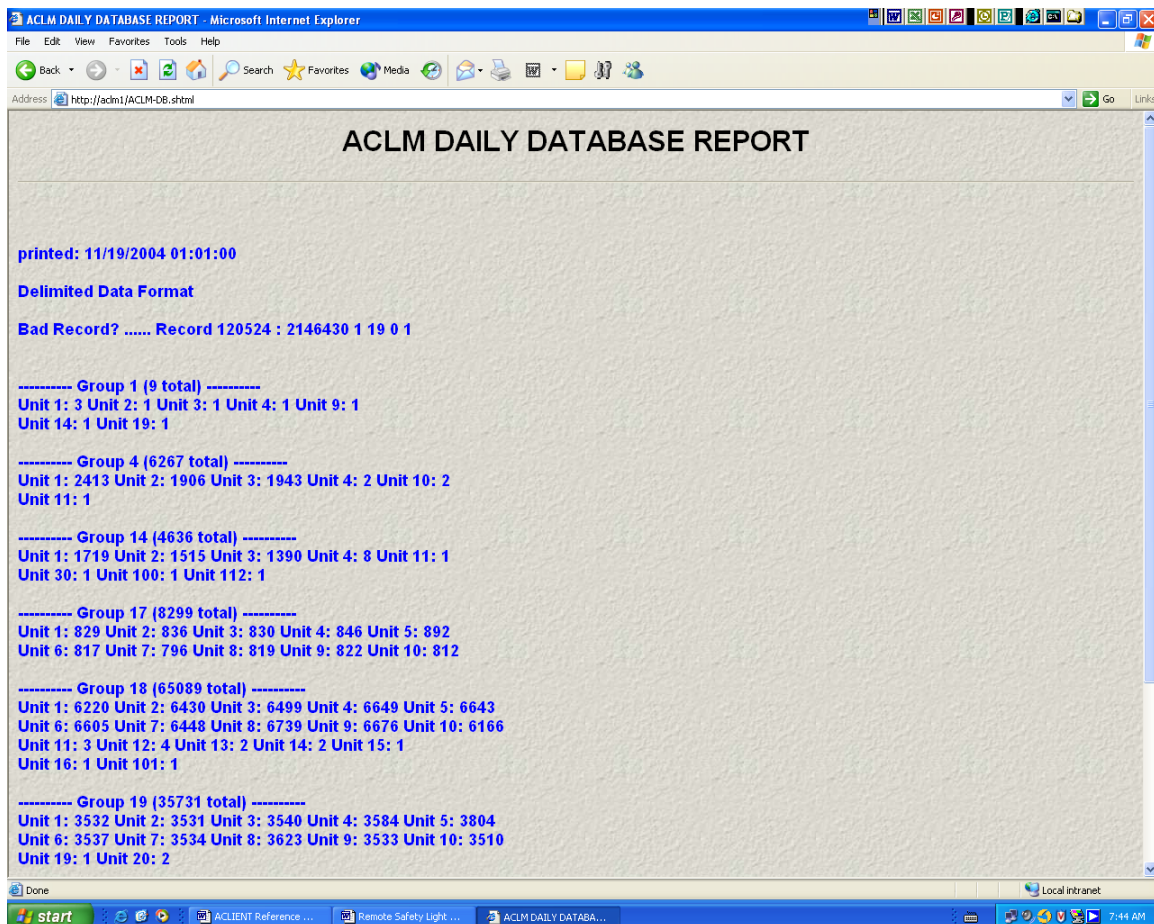 ACLM DAILY DATABASE REPORT - Microsoft Internet Explorer
File Edit View Favorites Tools Help
Back Search Favorites Media
Address http://aclm1/ACLM-DB.shtml Go Links
ACLM DAILY DATABASE REPORT
printed: 11/19/2004 01:01:00
Delimited Data Format
Bad Record? ...... Record 120524 : 2146430 1 19 0 1
---------- Group 1 (9 total) ----------
Unit 1: 3 Unit 2: 1 Unit 3: 1 Unit 4: 1 Unit 9: 1
Unit 14: 1 Unit 19: 1
---------- Group 4 (6267 total) ----------
Unit 1: 2413 Unit 2: 1906 Unit 3: 1943 Unit 4: 2 Unit 10: 2
Unit 11: 1
---------- Group 14 (4636 total) ----------
Unit 1: 1719 Unit 2: 1515 Unit 3: 1390 Unit 4: 8 Unit 11: 1
Unit 30: 1 Unit 100: 1 Unit 112: 1
---------- Group 17 (8299 total) ----------
Unit 1: 829 Unit 2: 836 Unit 3: 830 Unit 4: 846 Unit 5: 892
Unit 6: 817 Unit 7: 796 Unit 8: 819 Unit 9: 822 Unit 10: 812
---------- Group 18 (65089 total) ----------
Unit 1: 6220 Unit 2: 6430 Unit 3: 6499 Unit 4: 6649 Unit 5: 6643
Unit 6: 6605 Unit 7: 6448 Unit 8: 6739 Unit 9: 6676 Unit 10: 6166
Unit 11: 3 Unit 12: 4 Unit 13: 2 Unit 14: 2 Unit 15: 1
Unit 16: 1 Unit 101: 1
---------- Group 19 (35731 total) ----------
Unit 1: 3532 Unit 2: 3531 Unit 3: 3540 Unit 4: 3584 Unit 5: 3804
Unit 6: 3537 Unit 7: 3534 Unit 8: 3623 Unit 9: 3533 Unit 10: 3510
Unit 19: 1 Unit 20: 2
Done Local intranet
start ACLIENT Reference ... Remote Safety Light ... ACLM DAILY DATABA... 7:44 AM